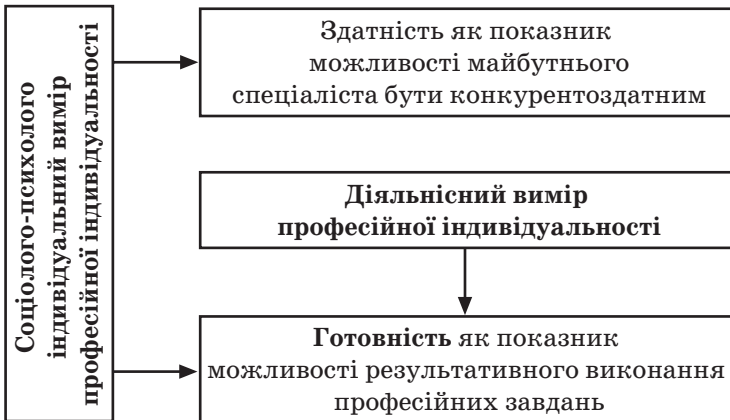 Соціолого-психолого
індивідуальний вимір
професійної індивідуальності
Здатність як показник
можливості майбутнього
спеціаліста бути конкурентоздатним
Діяльнісний вимір
професійної індивідуальності
Готовність як показник
можливості результативного виконання
професійних завдань